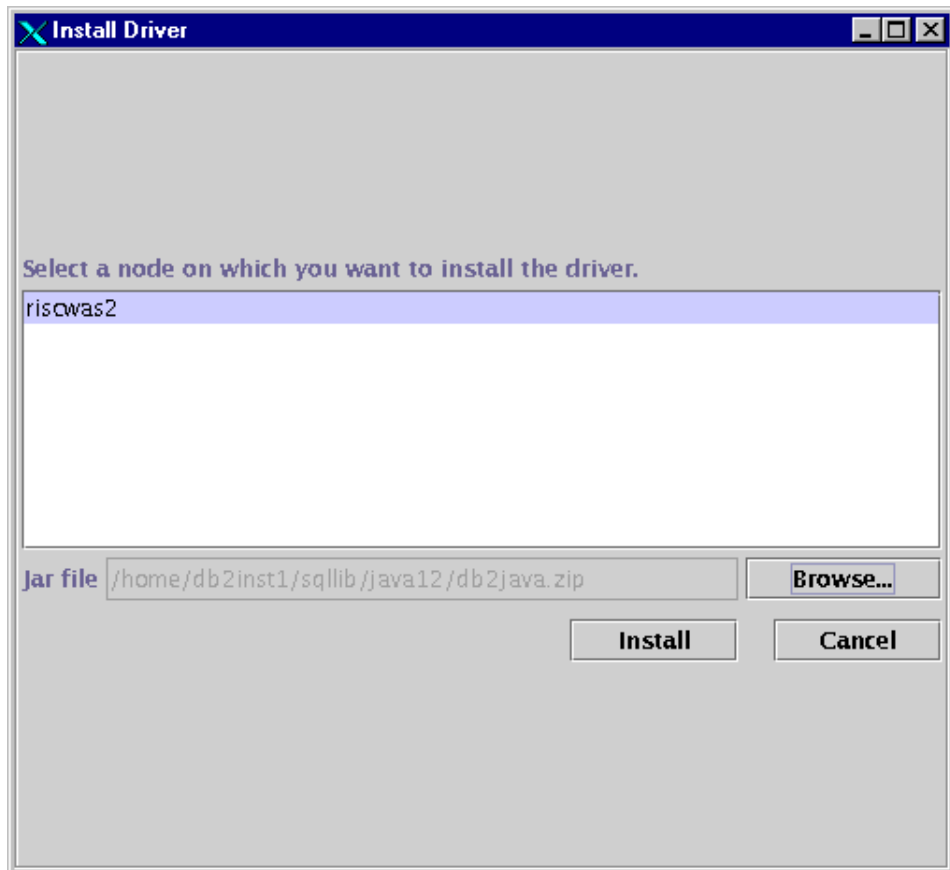 Install Driver
Select a node on which you want to install the driver.
riscwas2
Jar file /home/db2inst1/sqllib/java12/db2java.zip Browse...
Install Cancel